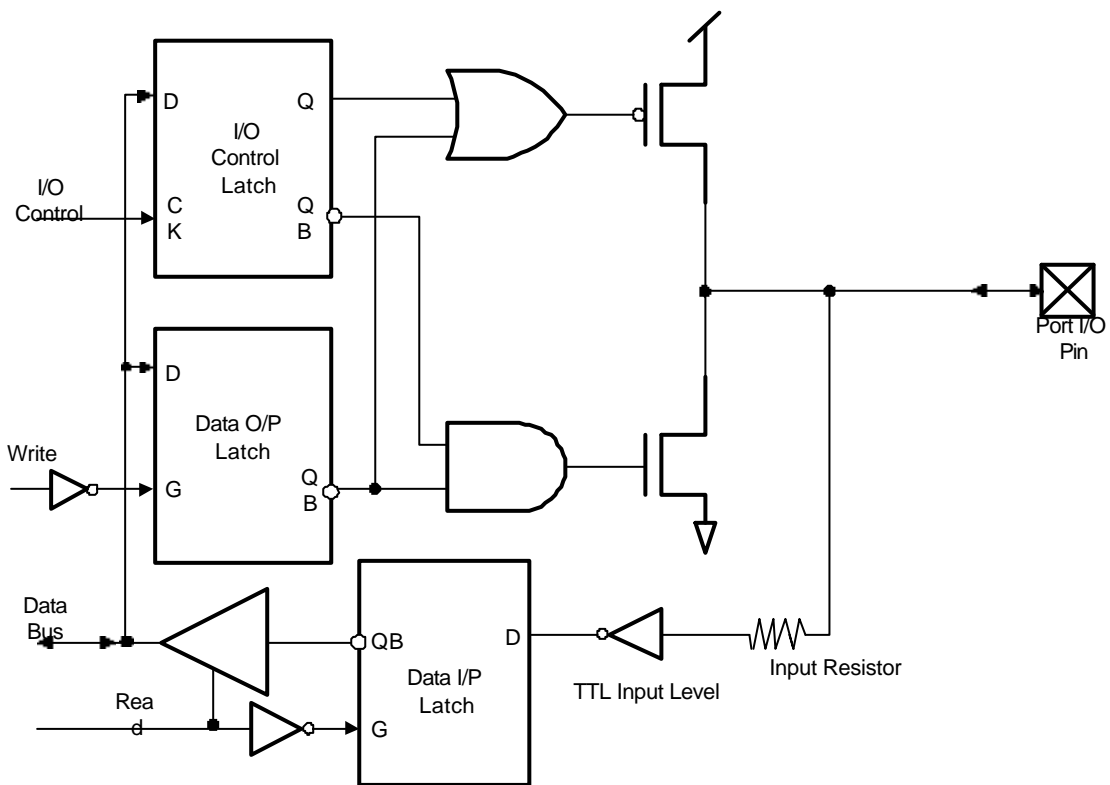 D
Q
I/O
Control
Latch
I/O
Control
C
K
Q
B
Port I/O
Pin
D
Data O/P
Latch
Write
G
Q
B
Data
Bus
QB
D
Data I/P
Latch
TTL Input Level
Input Resistor
Rea
d
G